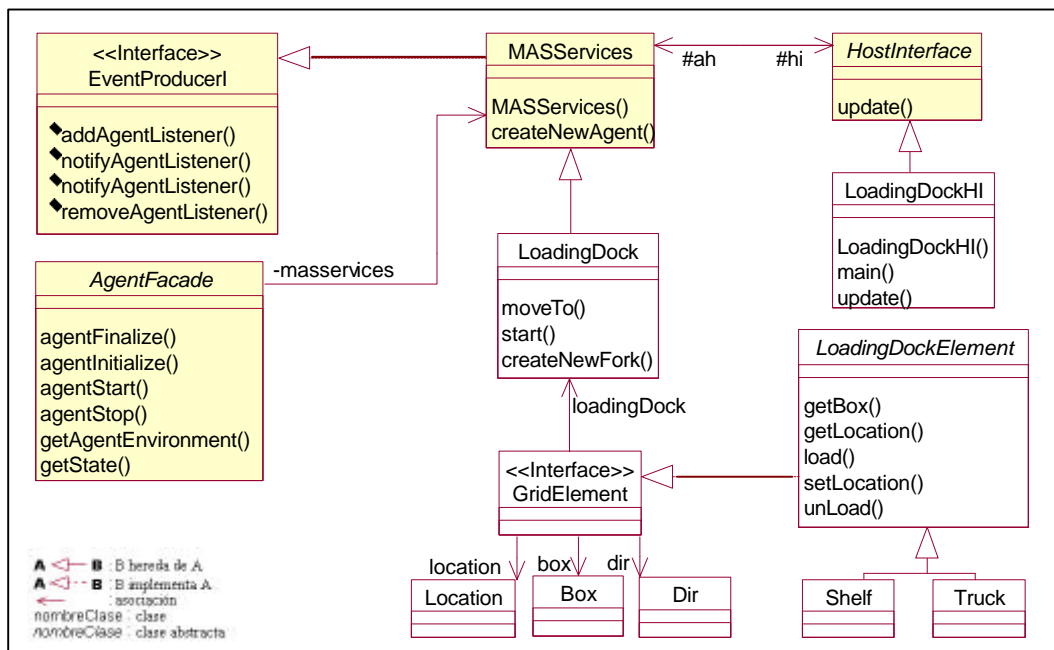 <<Interface>>
EventProducerI
addAgentListener()
notifyAgentListener()
notifyAgentListener()
removeAgentListener()
MASServices
MASServices()
createNewAgent()
#ah
#hi
HostInterface
update()
LoadingDockHI
LoadingDockHI()
main()
update()
AgentFacade
agentFinalize()
agentInitialize()
agentStart()
agentStop()
getAgentEnvironment()
getState()
-masservices
LoadingDock
moveTo()
start()
createNewFork()
loadingDock
LoadingDockElement
getBox()
getLocation()
load()
setLocation()
unLoad()
<<Interface>>
GridElement
location
box
dir
Location
Box
Dir
Shelf
Truck
A B : B hereda de A
A B : B implementa A
: asociación
nombreClase : clase
nombreClase : clase abstracta